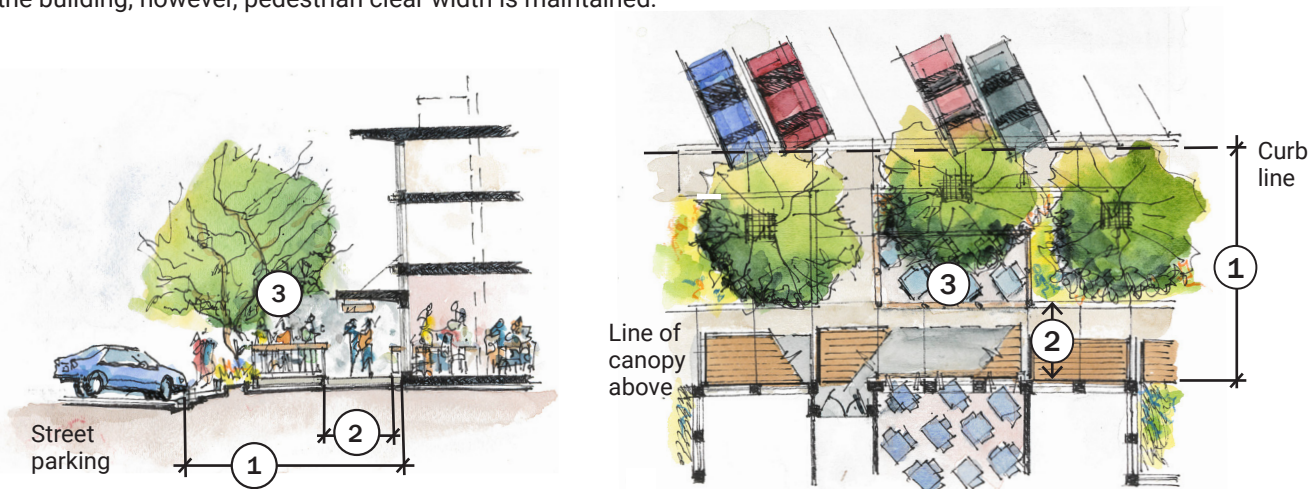 the building; however, pedestrian clear width is maintained.
3
2
1
Street
parking
Curb
line
1
3
2
Line of
canopy
above